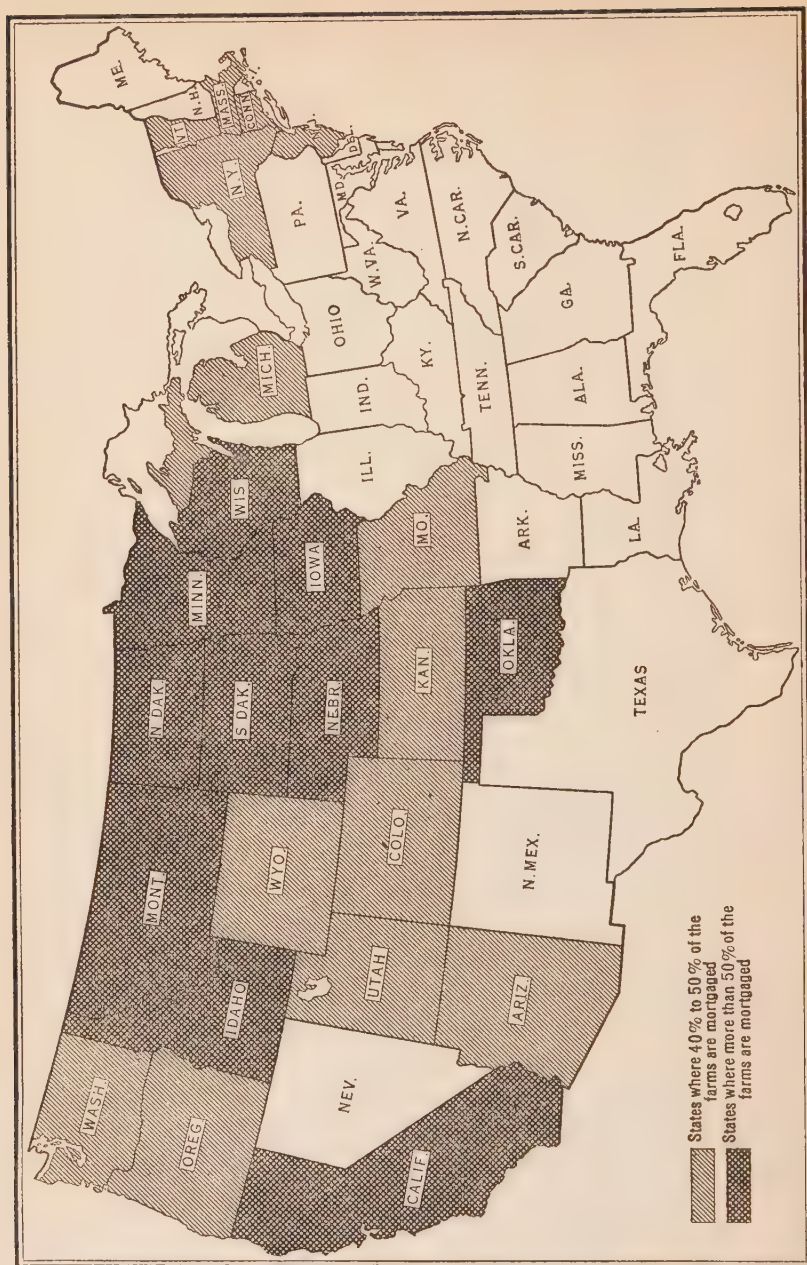 WASH.
MONT
N DAK.
MINN.
ME.
OREG.
IDAHO
WYO.
S DAK.
WIS
MICH.
N.Y.
VT.
N.H.
MASS.
CONN.
R.I.
NEV.
UTAH
COLO.
NEBR.
IOWA
ILL.
IND.
OHIO
PA.
MD.
DEL.
CALIF.
ARIZ.
N.MEX.
KAN.
MO.
KY.
W.VA.
VA.
OKLA.
ARK.
TENN.
N.CAR.
S.CAR.
TEXAS
LA.
MISS.
ALA.
GA.
FLA.
States where 40% to 50% of the
farms are mortgaged
States where more than 50% of the
farms are mortgaged